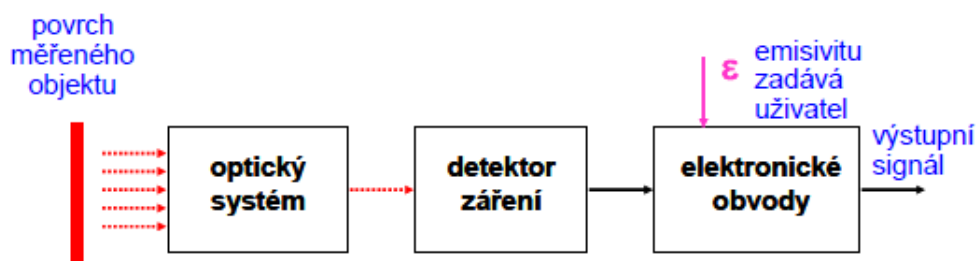 povrch
měřeného
objektu
optický
systém
detektor
záření
ε
emisivitu
zadává
uživatel
elektronické
obvody
výstupní
signál